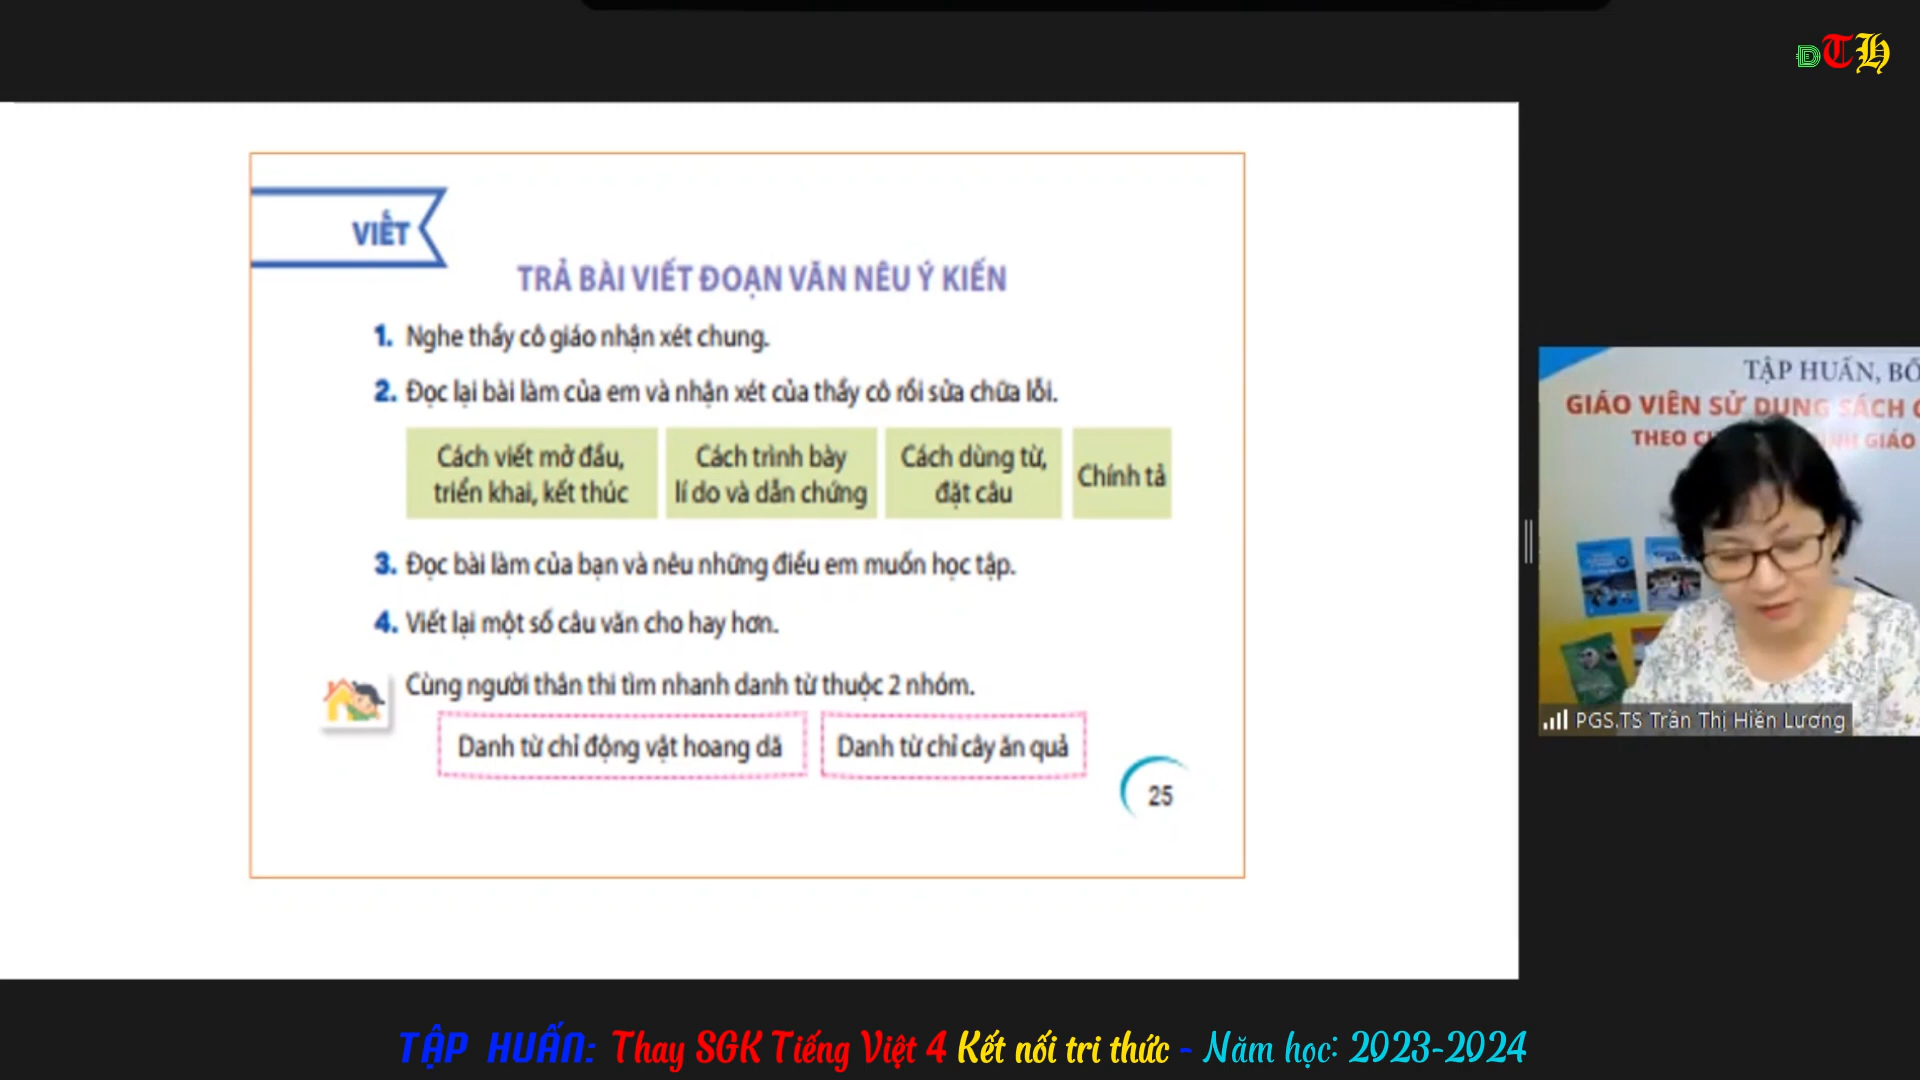 ĐTH
VIẾT
TRẢ BÀI VIẾT ĐOẠN VĂN NÊU Ý KIẾN
1. Nghe thầy cô giáo nhận xét chung.
2. Đọc lại bài làm của em và nhận xét của thầy cô rồi sửa chữa lỗi.
Cách viết mở đầu,
triển khai, kết thúc
Cách trình bày
lí do và dẫn chứng
Cách dùng từ,
đặt câu
Chính tả
3. Đọc bài làm của bạn và nêu những điều em muốn học tập.
4. Viết lại một số câu văn cho hay hơn.
Cùng người thân thi tìm nhanh danh từ thuộc 2 nhóm.
Danh từ chỉ động vật hoang dã
Danh từ chỉ cây ăn quả
25
TẬP HUẤN, BỒ
GIÁO VIÊN SỬ DỤNG SÁCH
THEO GIÁO
PGS.TS Trần Thị Hiền Lương
TẬP HUẤN: Thay SGK Tiếng Việt 4 Kết nối tri thức - Năm học: 2023-2024